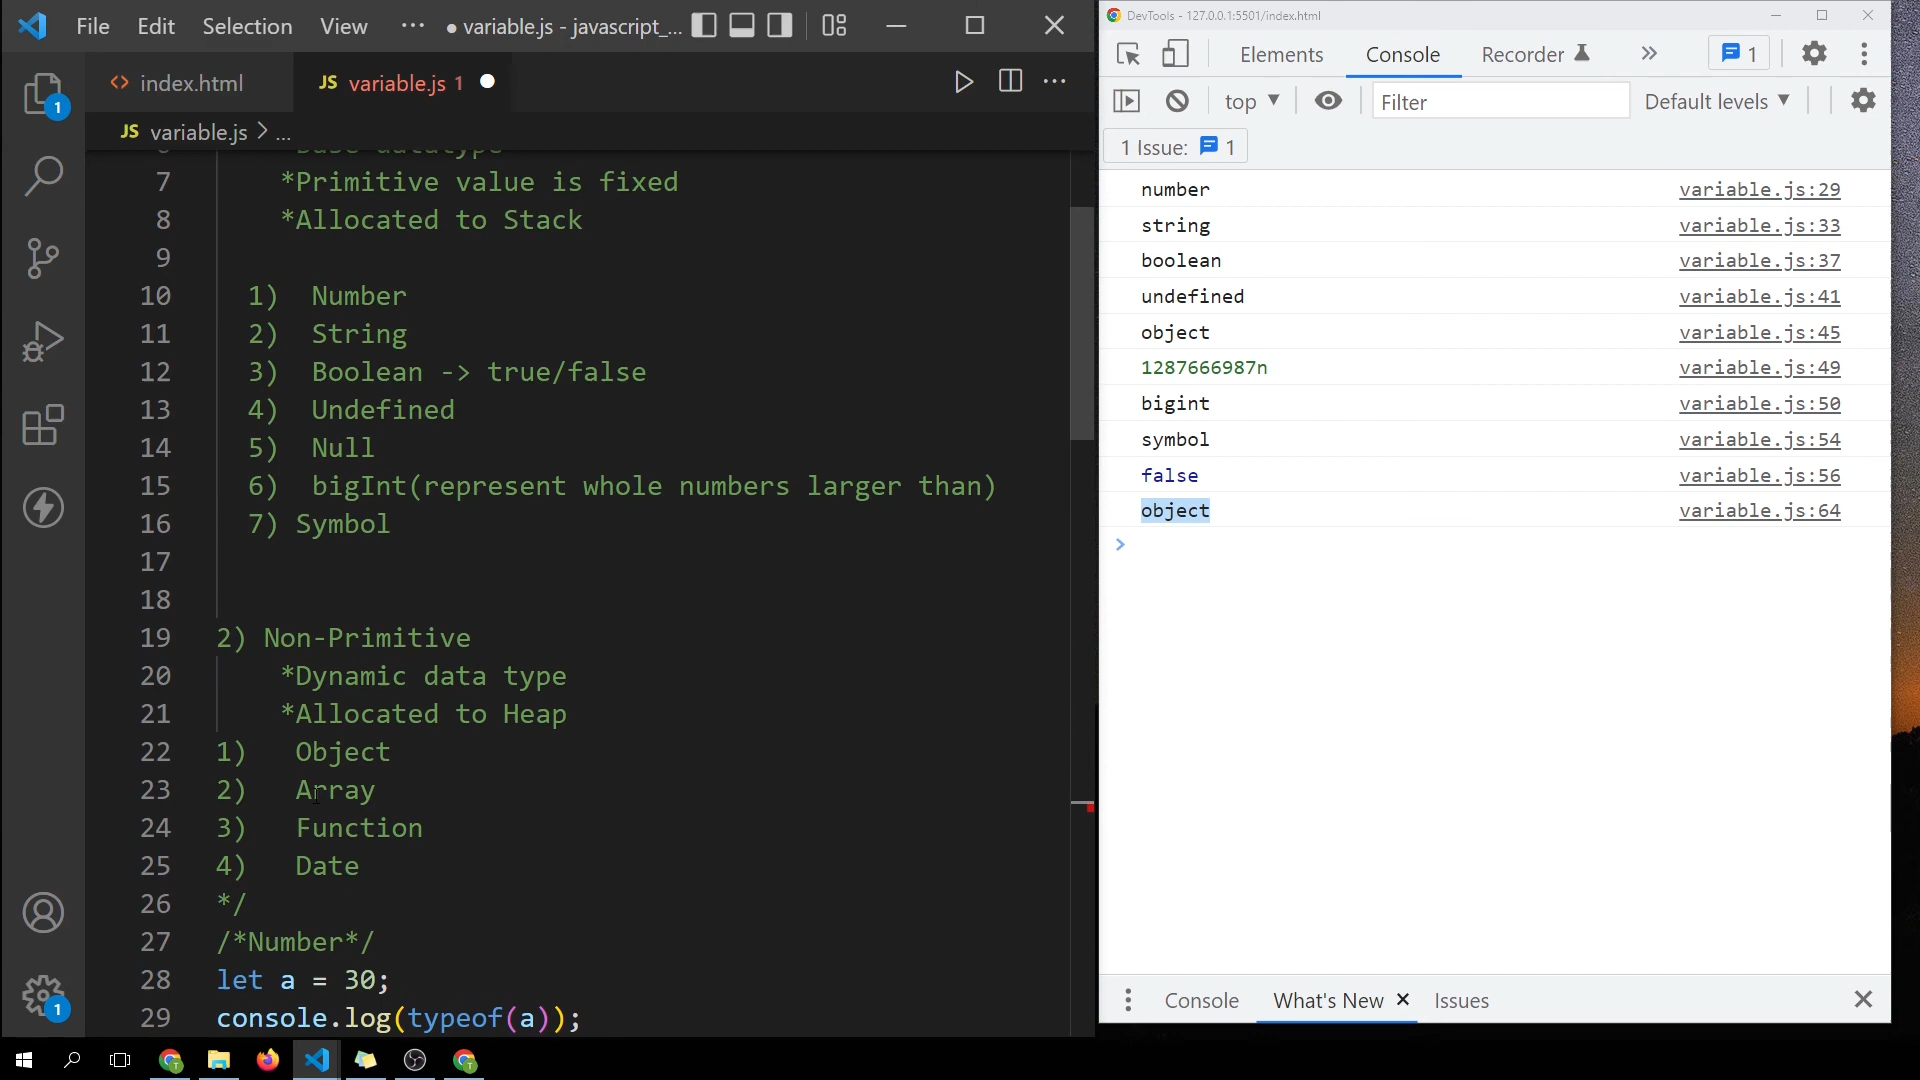 File Edit Selection View ··· ● variable.js - javascript_...
index.html
JS variable.js 1
JS variable.js > ...
7 *Primitive value is fixed
8 *Allocated to Stack
9
10 1) Number
11 2) String
12 3) Boolean -> true/false
13 4) Undefined
14 5) Null
15 6) bigInt(represent whole numbers larger than)
16 7) Symbol
17
18
19 2) Non-Primitive
20 *Dynamic data type
21 *Allocated to Heap
22 1) Object
23 2) Array
24 3) Function
25 4) Date
26 */
27 /*Number*/
28 let a = 30;
29 console.log(typeof(a));
1
1
DevTools - 127.0.0.1:5501/index.html
Elements Console Recorder 1
top Filter Default levels
1 Issue: 1
number variable.js:29
string variable.js:33
boolean variable.js:37
undefined variable.js:41
object variable.js:45
1287666987n variable.js:49
bigint variable.js:50
symbol variable.js:54
false variable.js:56
object variable.js:64
>
Console What's New × Issues